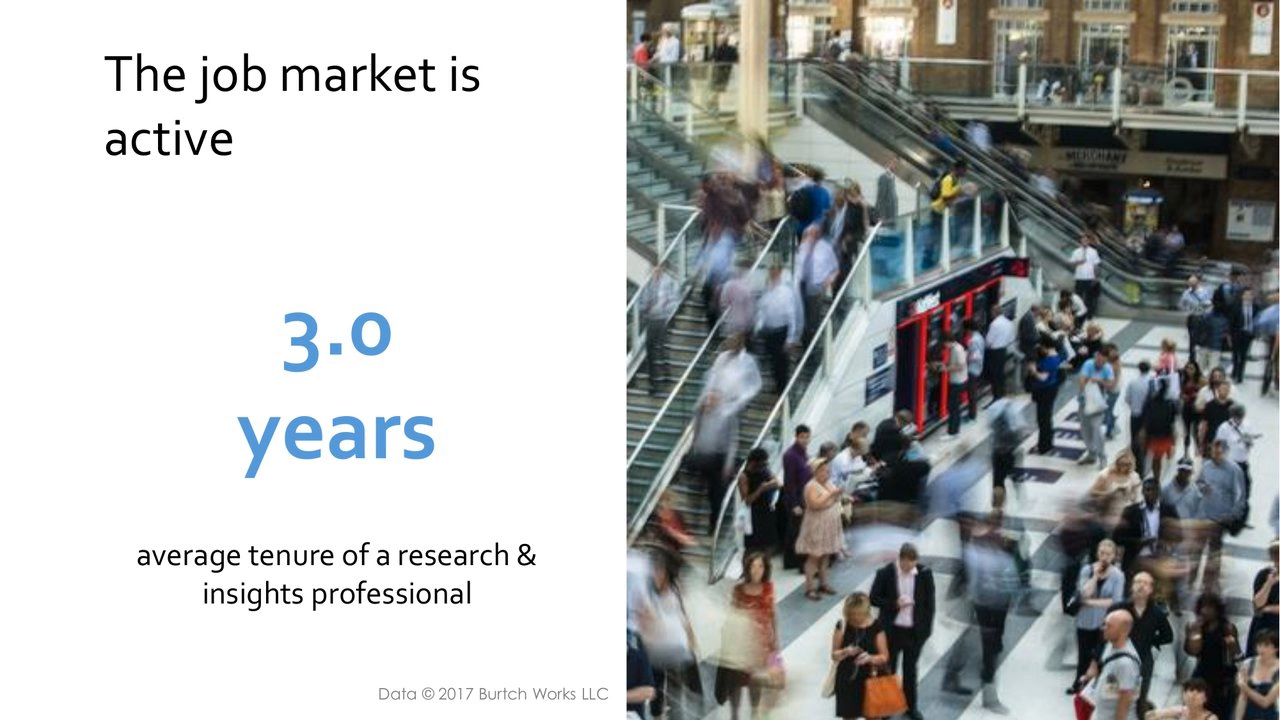 The job market is
active
3.0
years
average tenure of a research &
insights professional
Data © 2017 Burtch Works LLC
MERCHANT
NatWest